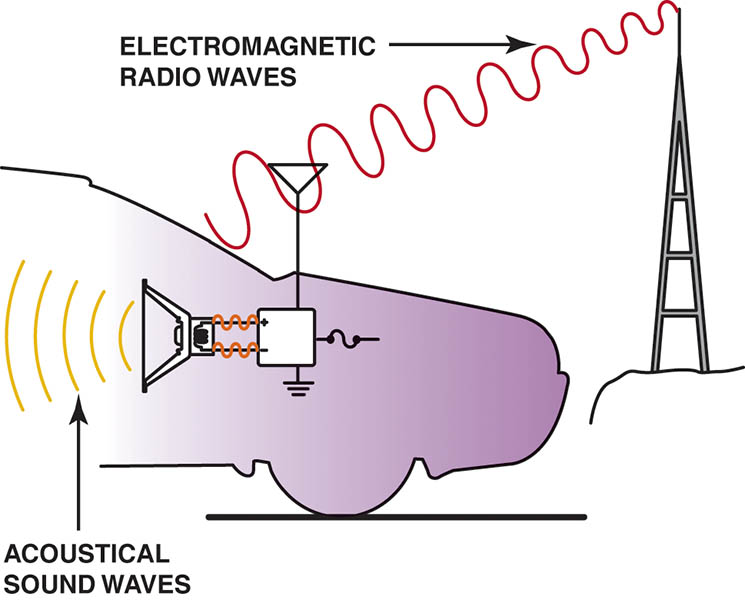 ELECTROMAGNETIC
RADIO WAVES
+
-
ACOUSTICAL
SOUND WAVES